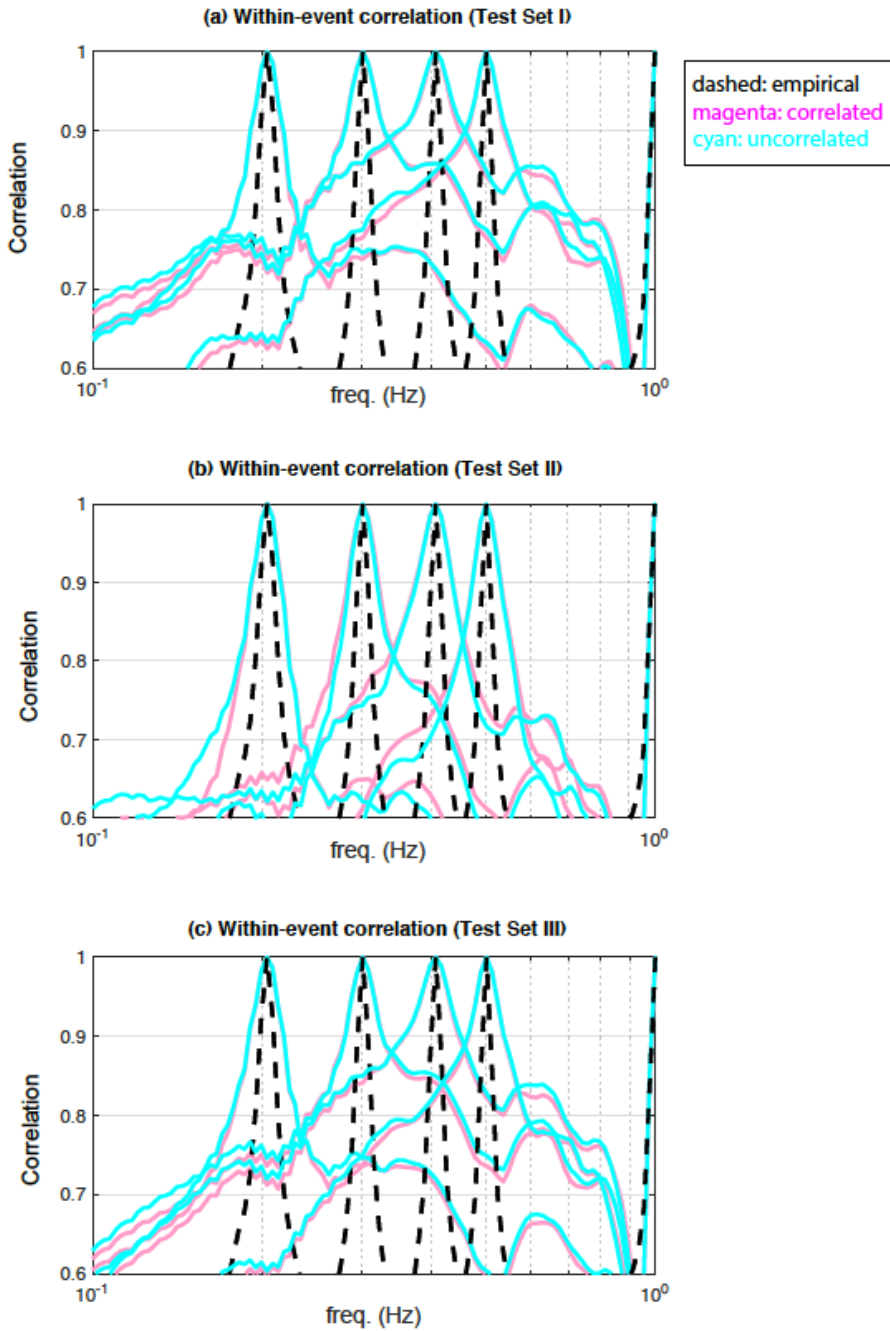 (a) Within-event correlation (Test Set I)
1
0.9
0.8
0.7
0.6
Correlation
10^-1
10^0
freq. (Hz)
dashed: empirical
magenta: correlated
cyan: uncorrelated
(b) Within-event correlation (Test Set II)
1
0.9
0.8
0.7
0.6
Correlation
10^-1
10^0
freq. (Hz)
(c) Within-event correlation (Test Set III)
1
0.9
0.8
0.7
0.6
Correlation
10^-1
10^0
freq. (Hz)